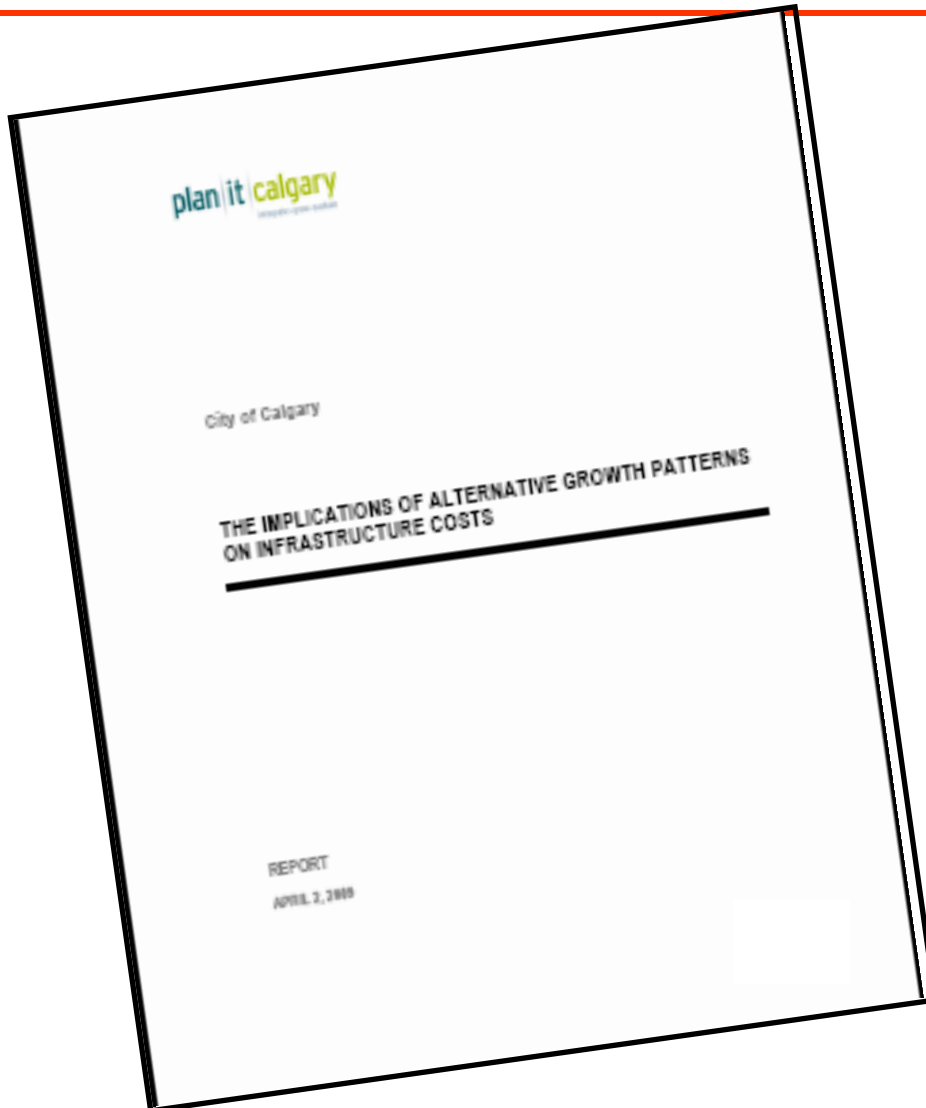 plan it calgary
City of Calgary
THE IMPLICATIONS OF ALTERNATIVE GROWTH PATTERNS
ON INFRASTRUCTURE COSTS
REPORT
APRIL 2, 2009